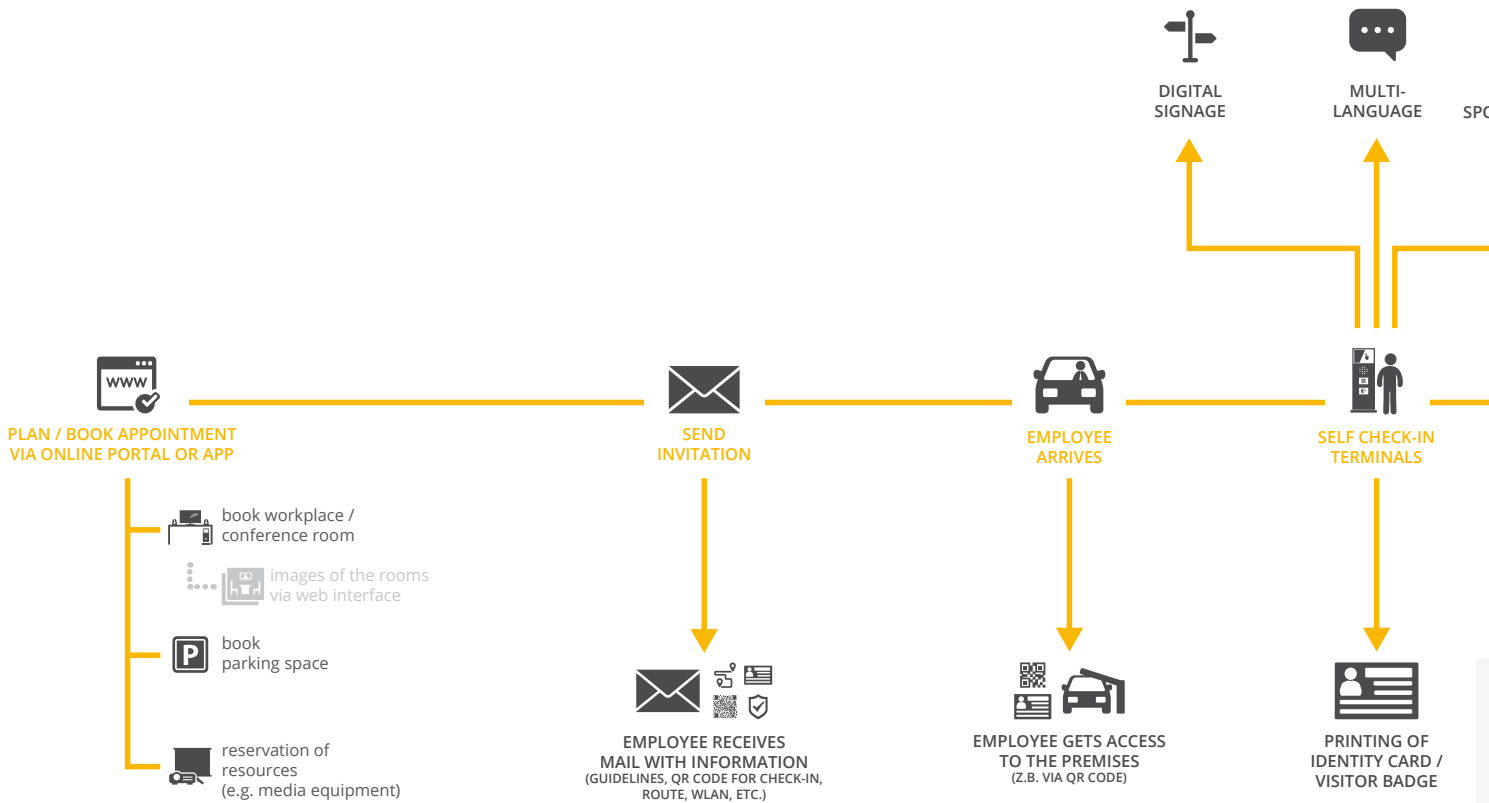 DIGITAL
SIGNAGE
MULTI-
LANGUAGE
WWW
PLAN / BOOK APPOINTMENT
VIA ONLINE PORTAL OR APP
SEND
INVITATION
EMPLOYEE
ARRIVES
SELF CHECK-IN
TERMINALS
book workplace /
conference room
images of the rooms
via web interface
P
book
parking space
reservation of
resources
(e.g. media equipment)
EMPLOYEE RECEIVES
MAIL WITH INFORMATION
(GUIDELINES, QR CODE FOR CHECK-IN,
ROUTE, WLAN, ETC.)
EMPLOYEE GETS ACCESS
TO THE PREMISES
(Z.B. VIA QR CODE)
PRINTING OF
IDENTITY CARD /
VISITOR BADGE